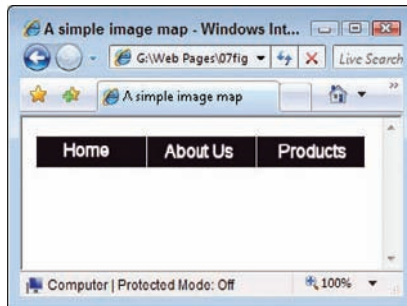 A simple image map - Windows Int...
G:\Web Pages\07fig
Live Search
A simple image map
Home About Us Products
Computer | Protected Mode: Off 100%